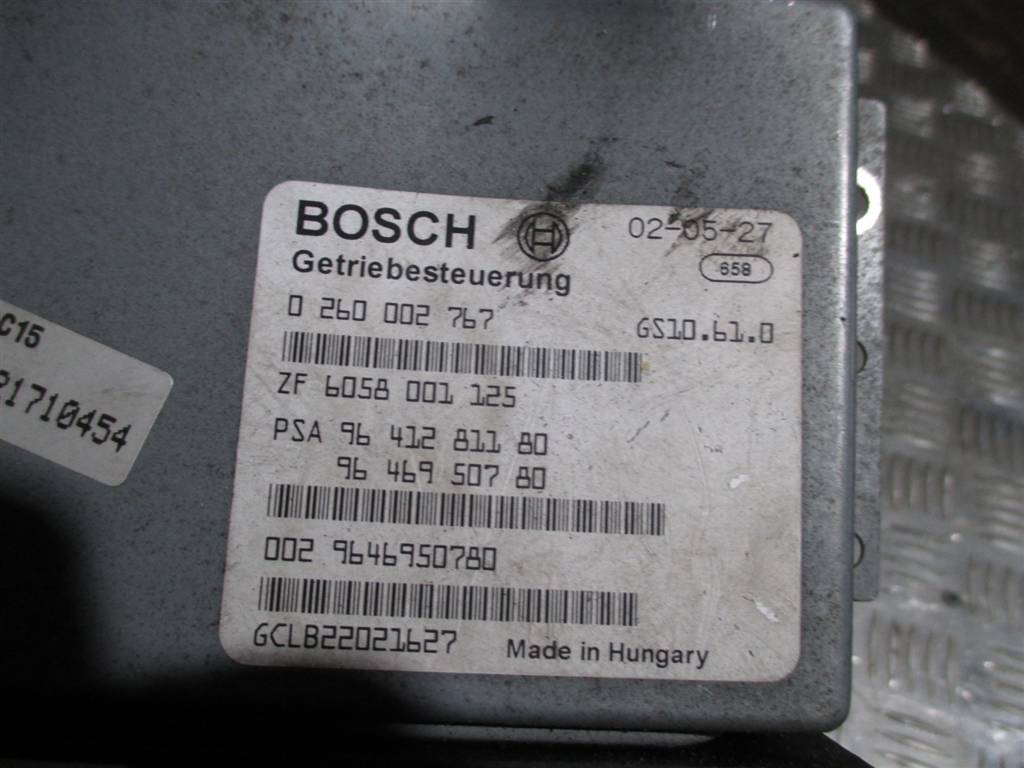 BOSCH 02-05-27
Getriebesteuerung 658
0 260 002 767 GS10.61.0
ZF 6058 001 125
PSA 96 412 811 80
96 469 507 80
002 9646950780
GCLB22021627 Made in Hungary
C15
21710454